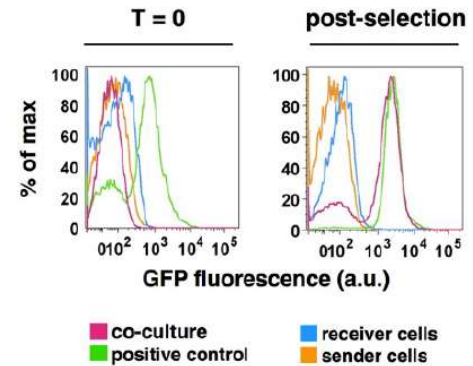 T = 0
post-selection
% of max
100
80
60
40
20
0
0 10² 10³ 10⁴ 10⁵
100
80
60
40
20
0
0 10² 10³ 10⁴ 10⁵
GFP fluorescence (a.u.)
co-culture
positive control
receiver cells
sender cells